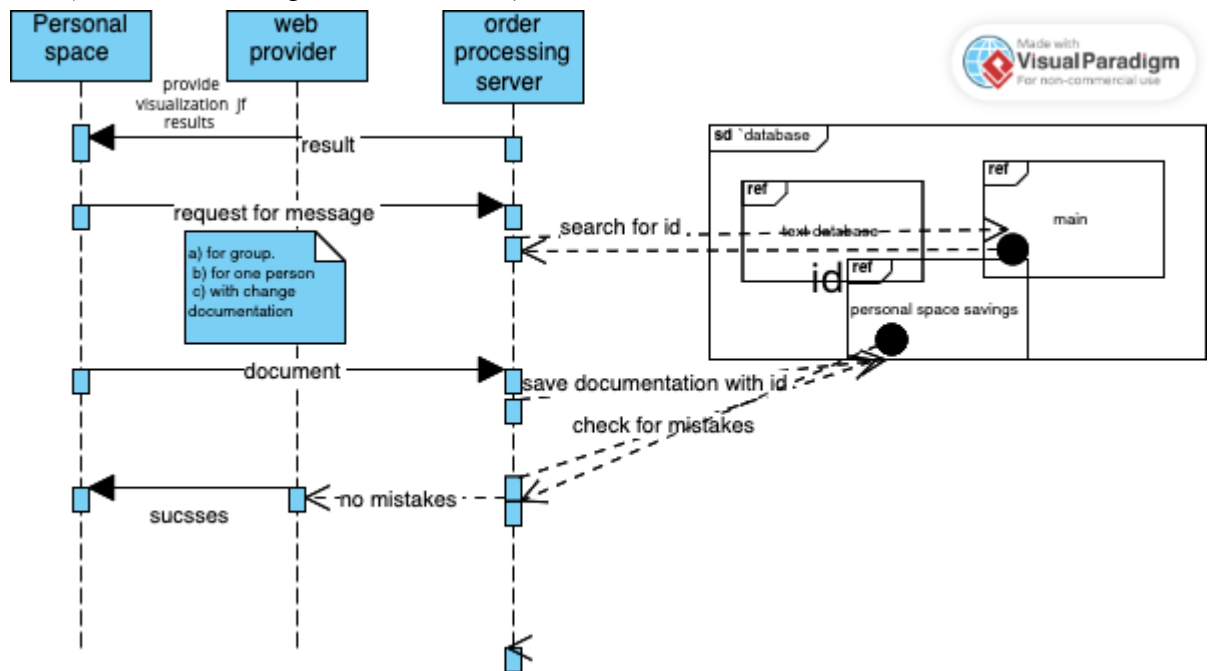 Personal
space
web
provider
order
processing
server
Made with
Visual Paradigm
For non-commercial use
provide
visualization jf
results
result
sd `database
ref
ref
request for message
search for id
text database
main
a) for group.
b) for one person
c) with change
documentation
id
ref
personal space savings
document
save documentation with id
check for mistakes
no mistakes
sucsses